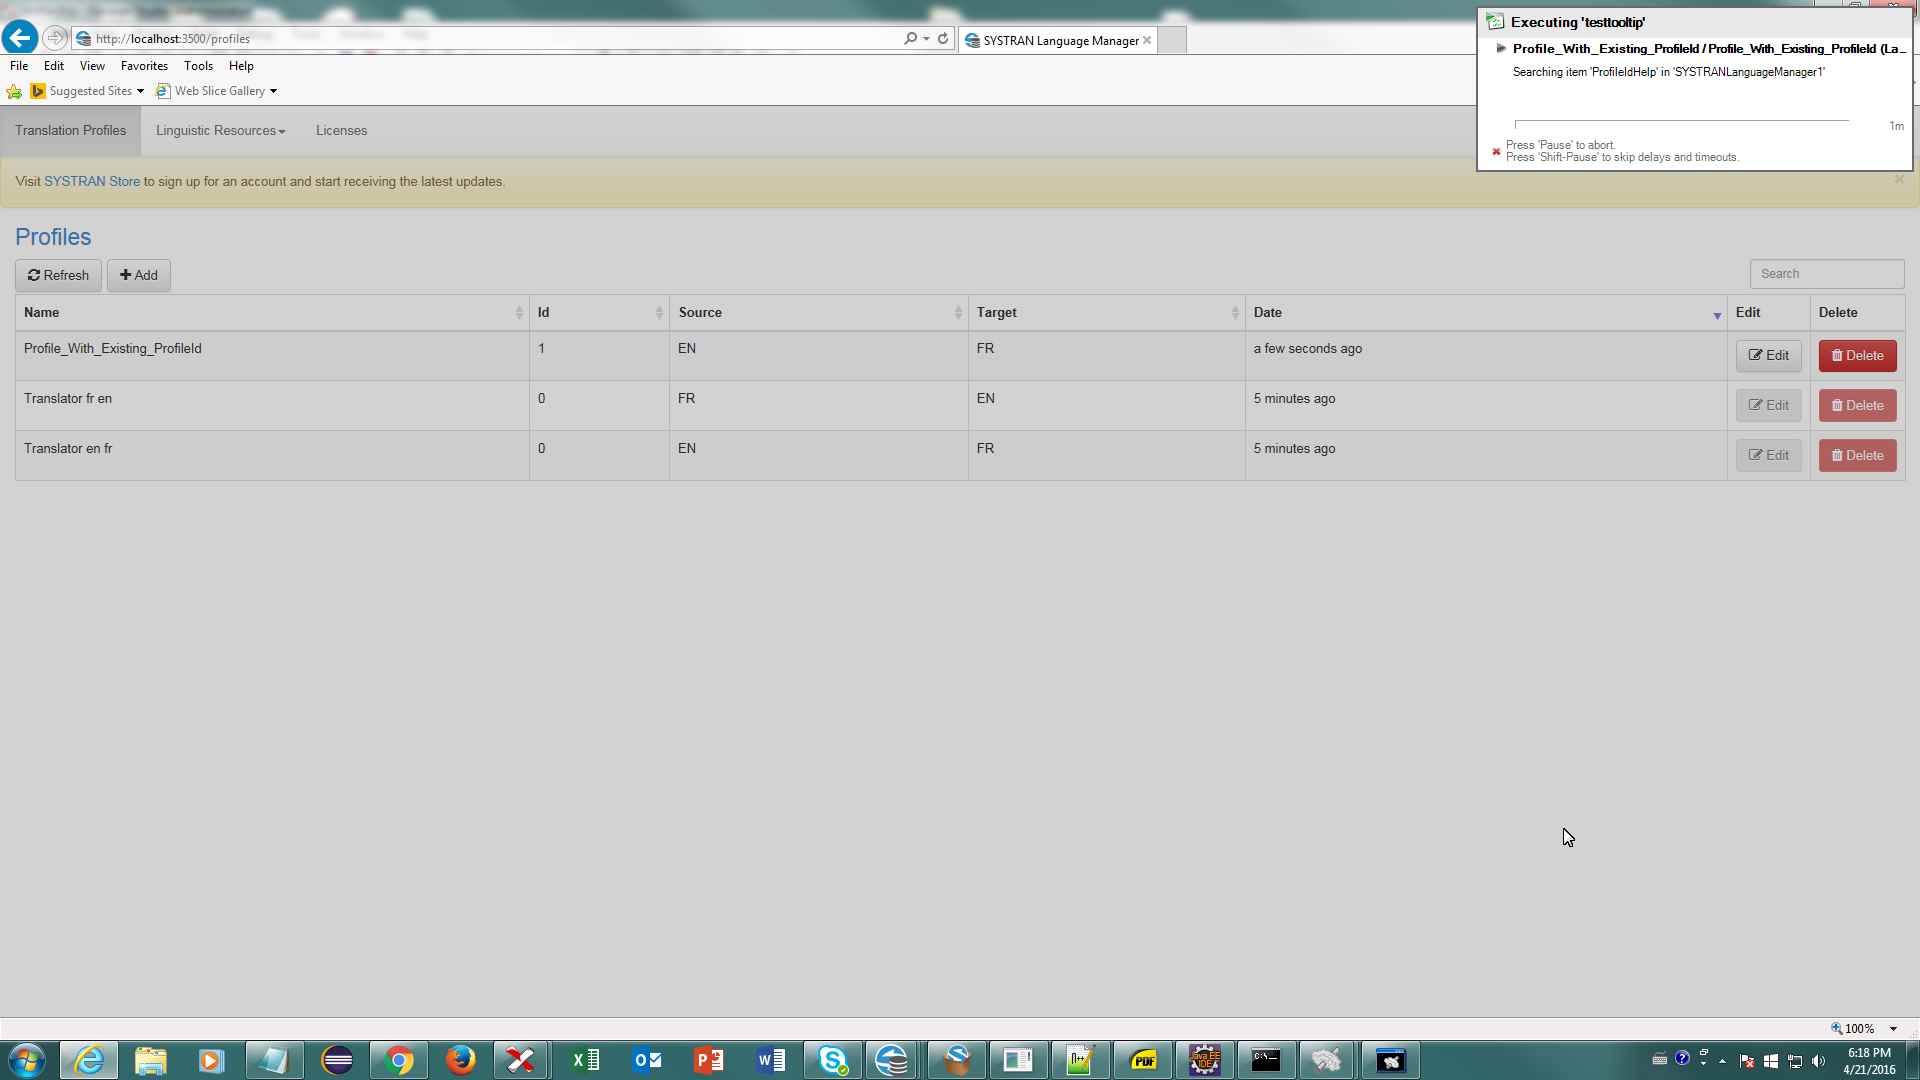 http://localhost:3500/profiles
SYSTRAN Language Manager
Executing 'testtooltip'
Profile_With_Existing_ProfileId / Profile_With_Existing_ProfileId (La...
Searching item 'ProfileIdHelp' in 'SYSTRANLanguageManager1'
1m
Press 'Pause' to abort.
Press 'Shift-Pause' to skip delays and timeouts.
File Edit View Favorites Tools Help
Suggested Sites Web Slice Gallery
Translation Profiles Linguistic Resources Licenses
Visit SYSTRAN Store to sign up for an account and start receiving the latest updates.
Profiles
Refresh Add Search
Name Id Source Target Date Edit Delete
Profile_With_Existing_ProfileId 1 EN FR a few seconds ago Edit Delete
Translator fr en 0 FR EN 5 minutes ago Edit Delete
Translator en fr 0 EN FR 5 minutes ago Edit Delete
100%
PDF
Java EE
IDE
C:\
6:18 PM
4/21/2016